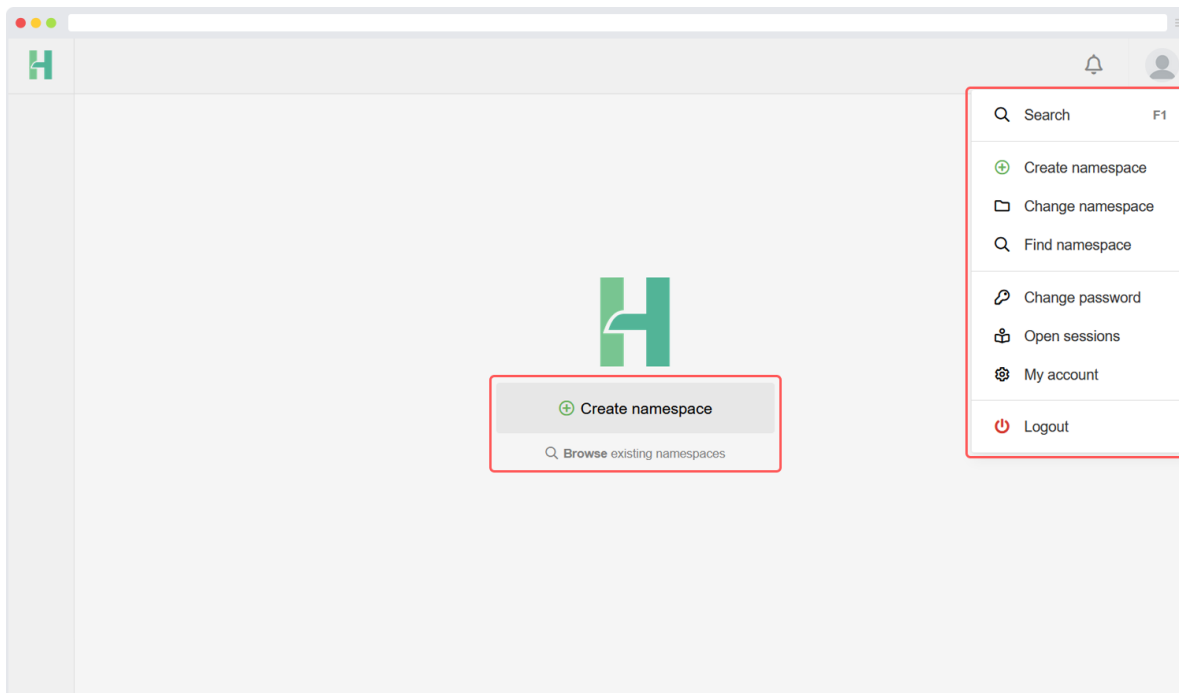 Search F1
Create namespace
Change namespace
Find namespace
Change password
Open sessions
My account
Logout
Create namespace
Browse existing namespaces